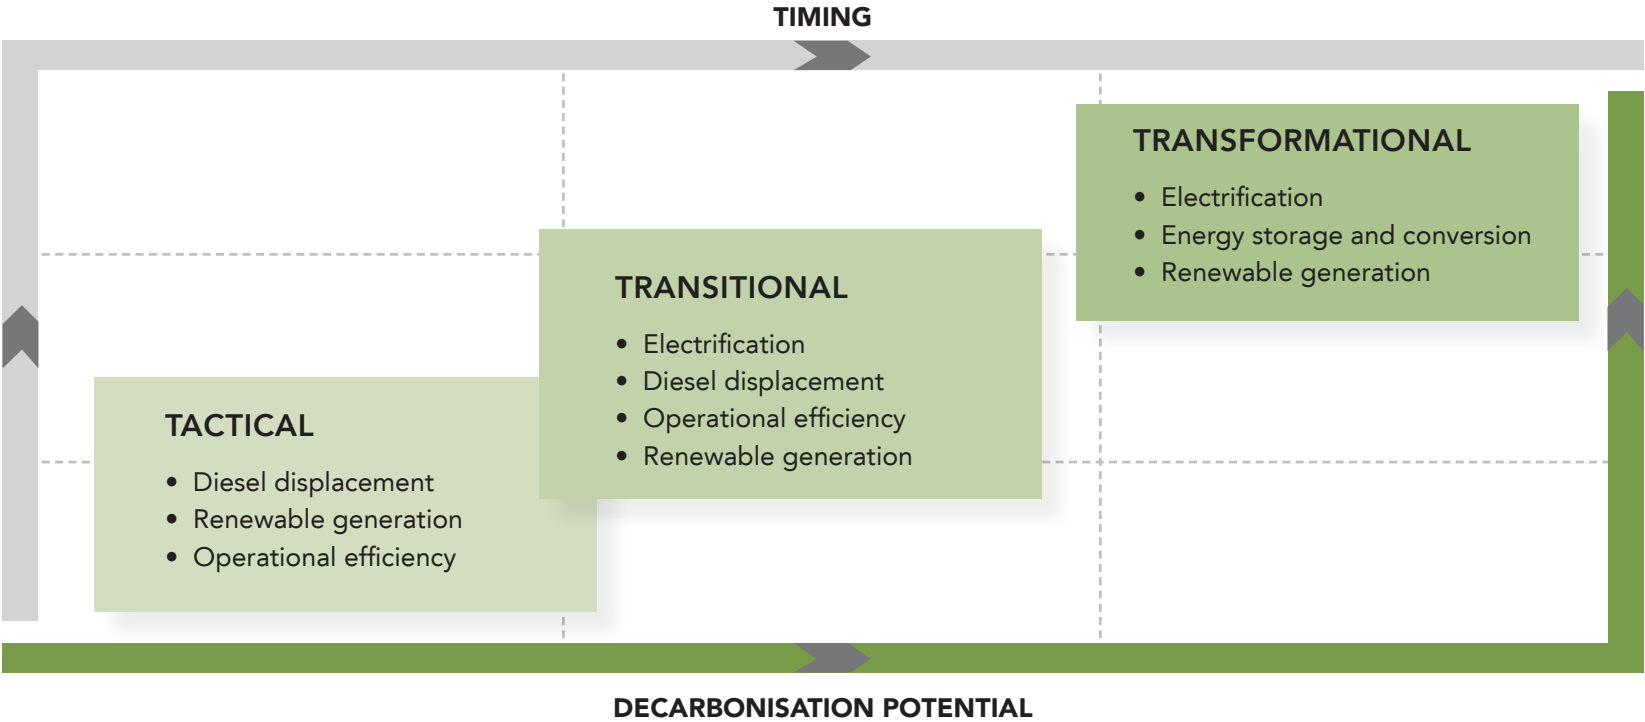 TIMING
TACTICAL
• Diesel displacement
• Renewable generation
• Operational efficiency
TRANSITIONAL
• Electrification
• Diesel displacement
• Operational efficiency
• Renewable generation
TRANSFORMATIONAL
• Electrification
• Energy storage and conversion
• Renewable generation
DECARBONISATION POTENTIAL